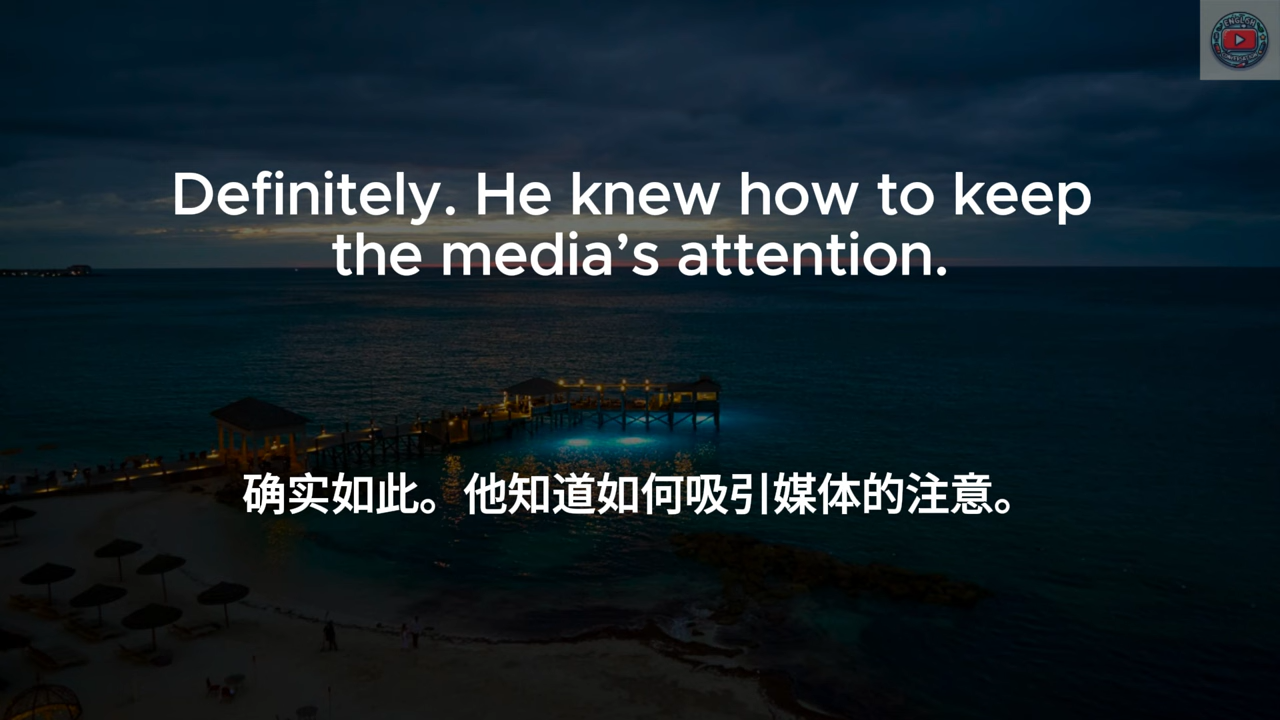 ENGLISH
Definitely. He knew how to keep
the media’s attention.
确实如此。他知道如何吸引媒体的注意。